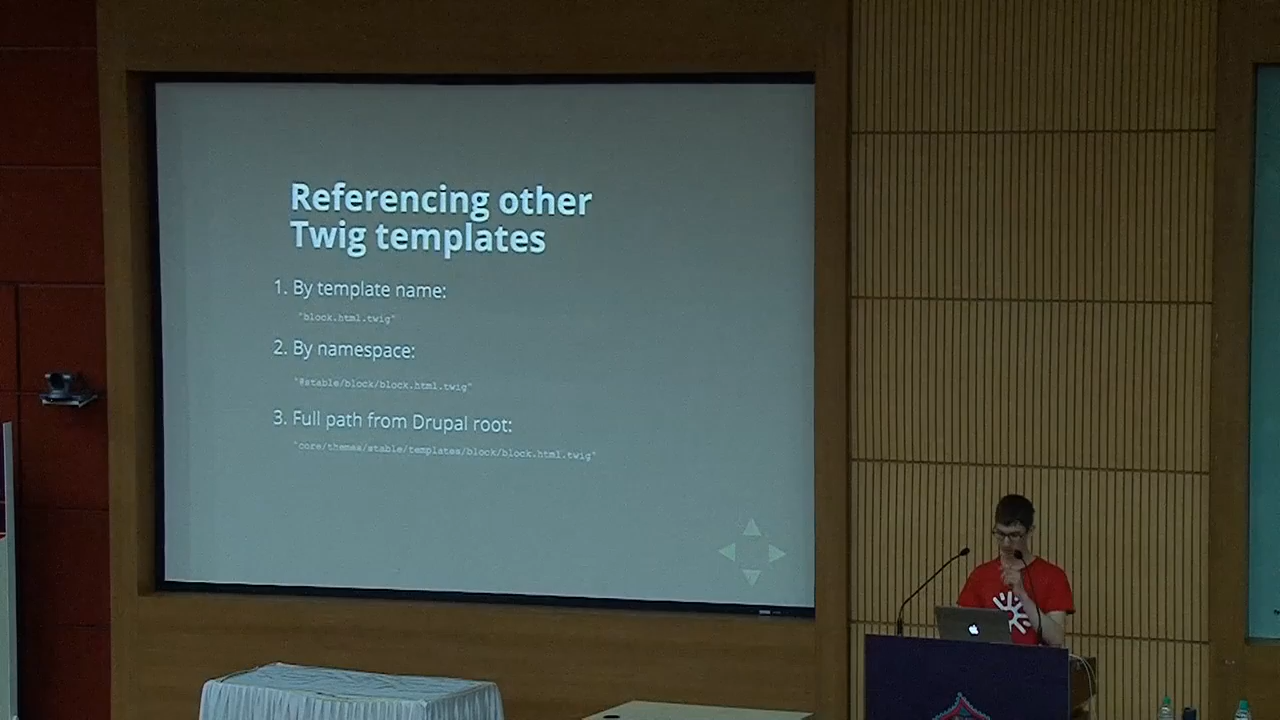 Referencing other
Twig templates
1. By template name:
"block.html.twig"
2. By namespace:
"@stable/block/block.html.twig"
3. Full path from Drupal root:
"core/themes/stable/templates/block/block.html.twig"